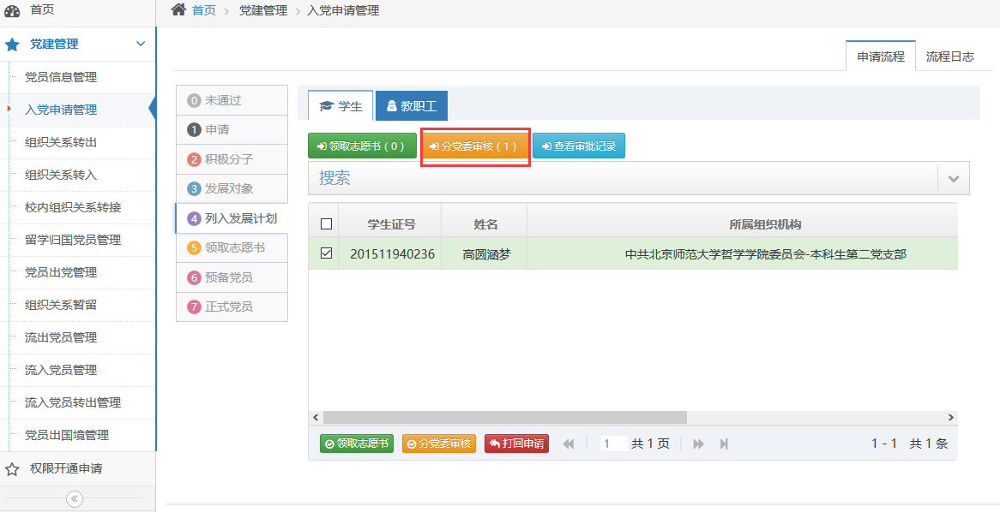 首页
党建管理
党员信息管理
入党申请管理
组织关系转出
组织关系转入
校内组织关系转接
留学归国党员管理
党员出党管理
组织关系暂留
流出党员管理
流入党员管理
流入党员转出管理
党员出国境管理
权限开通申请
首页 > 党建管理 > 入党申请管理
申请流程 流程日志
0 未通过
1 申请
2 积极分子
3 发展对象
4 列入发展计划
5 领取志愿书
6 预备党员
7 正式党员
学生 教职工
领取志愿书（0） 分党委审核（1） 查看审批记录
搜索
学生证号 姓名 所属组织机构
201511940236 高圆涵梦 中共北京师范大学哲学学院委员会-本科生第二党支部
领取志愿书 分党委审核 打回申请 1 共 1 页 1 - 1 共 1 条